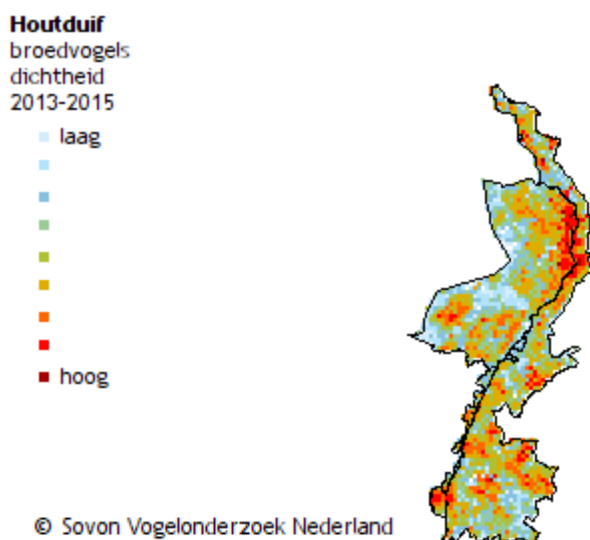 Houtduif
broedvogels
dichtheid
2013-2015
laag
hoog
© Sovon Vogelonderzoek Nederland